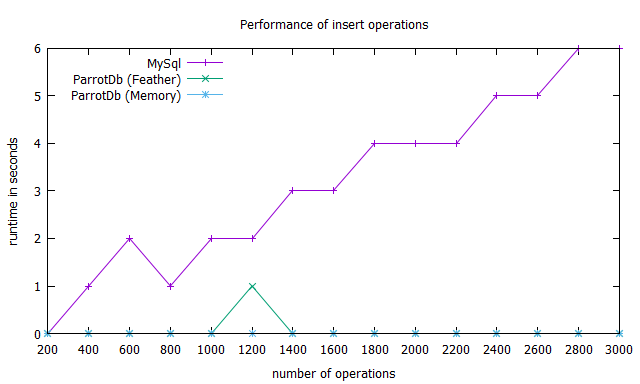 Performance of insert operations
MySql
ParrotDb (Feather)
ParrotDb (Memory)
6
5
4
3
2
1
0
runtime in seconds
200 400 600 800 1000 1200 1400 1600 1800 2000 2200 2400 2600 2800 3000
number of operations